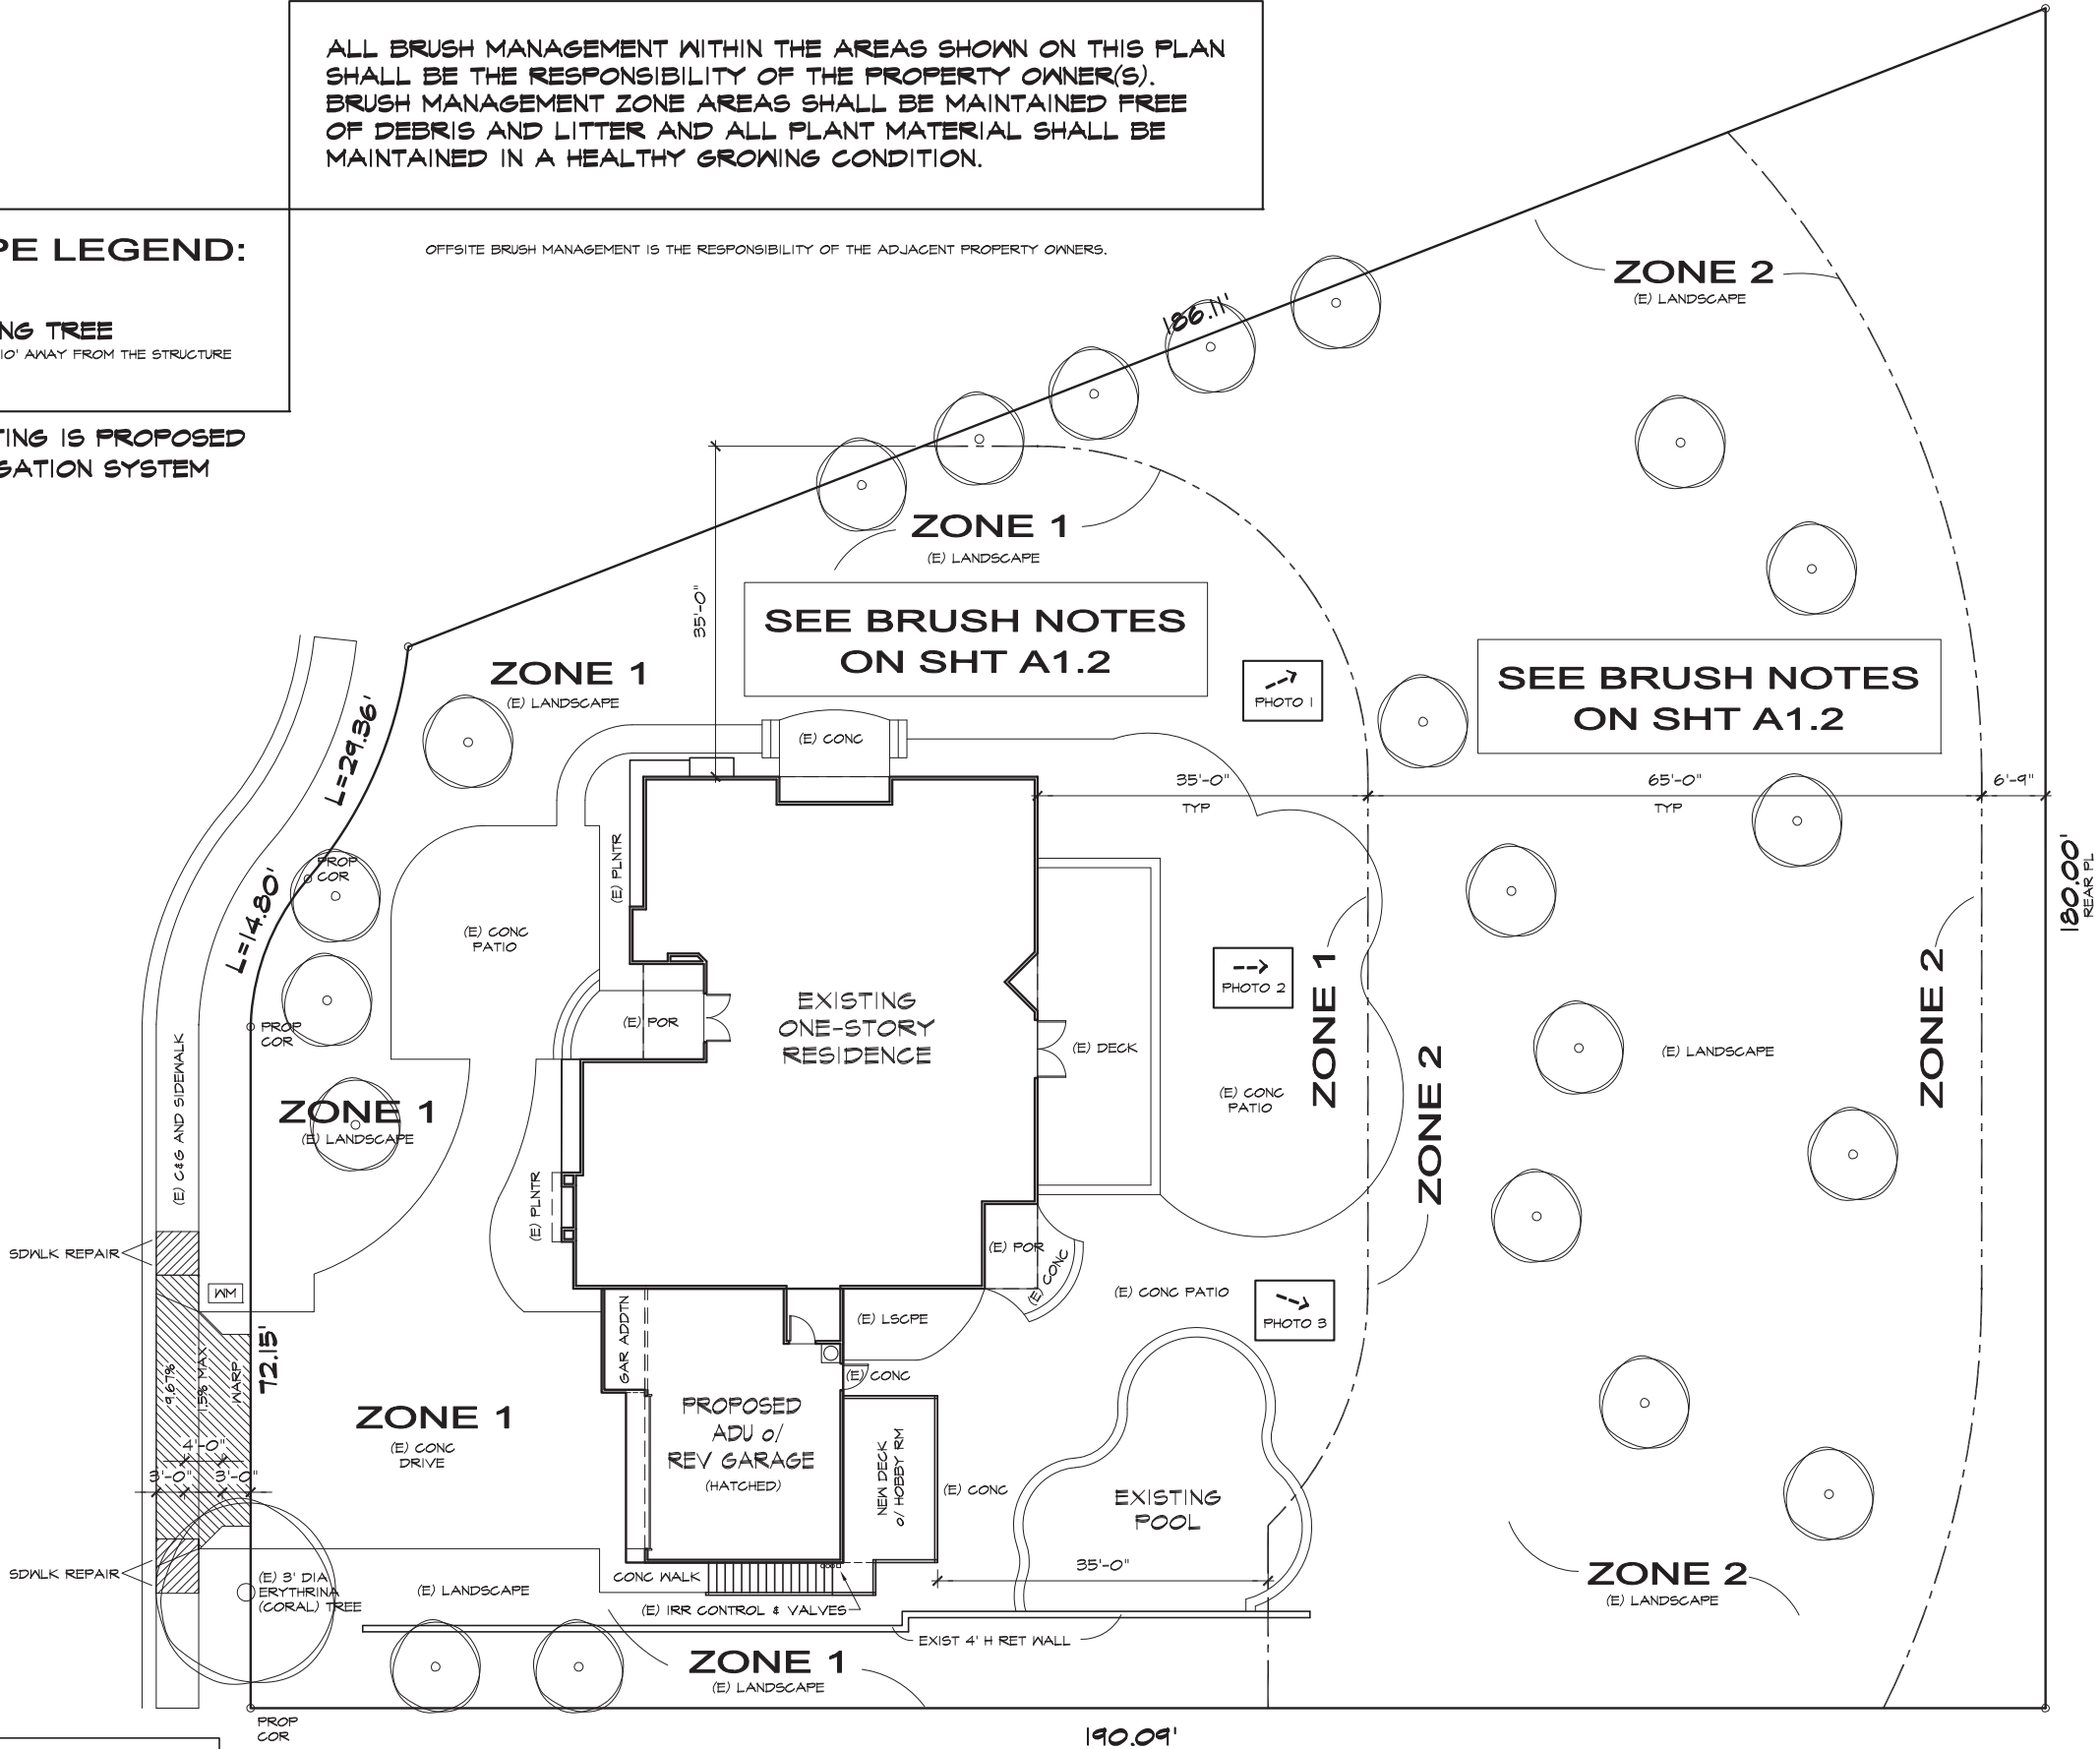 ALL BRUSH MANAGEMENT WITHIN THE AREAS SHOWN ON THIS PLAN
SHALL BE THE RESPONSIBILITY OF THE PROPERTY OWNER(S).
BRUSH MANAGEMENT ZONE AREAS SHALL BE MAINTAINED FREE
OF DEBRIS AND LITTER AND ALL PLANT MATERIAL SHALL BE
MAINTAINED IN A HEALTHY GROWING CONDITION.
PE LEGEND:
OFFSITE BRUSH MANAGEMENT IS THE RESPONSIBILITY OF THE ADJACENT PROPERTY OWNERS.
NG TREE
10' AWAY FROM THE STRUCTURE
TING IS PROPOSED
GATION SYSTEM
ZONE 2
(E) LANDSCAPE
186.11'
ZONE 1
(E) LANDSCAPE
35'-0"
SEE BRUSH NOTES
ON SHT A1.2
ZONE 1
(E) LANDSCAPE
PHOTO 1
SEE BRUSH NOTES
ON SHT A1.2
L=29.36'
(E) CONC
35'-0"
TYP
65'-0"
TYP
6'-9"
180.00'
REAR PL
PROP
COR
L=14.80'
(E) PLNTR
(E) CONC
PATIO
PROP
COR
(E) POR
EXISTING
ONE-STORY
RESIDENCE
(E) DECK
PHOTO 2
ZONE 1
(E) CONC
PATIO
ZONE 2
(E) LANDSCAPE
ZONE 2
(E) C&G AND SIDEWALK
ZONE 1
(E) LANDSCAPE
(E) PLNTR
SDWLK REPAIR
WM
(E) POR
(E) CONC
(E) CONC PATIO
PHOTO 3
GAR ADDTN
(E) LSCPE
72.15'
9.67%
1.5% MAX
WARP
(E) CONC
ZONE 1
(E) CONC
DRIVE
PROPOSED
ADU o/
REV GARAGE
(HATCHED)
NEW DECK
o/ HOBBY RM
(E) CONC
EXISTING
POOL
4'-0"
3'-0"
3'-0"
35'-0"
SDWLK REPAIR
(E) 3' DIA
ERYTHRINA
(CORAL) TREE
(E) LANDSCAPE
CONC WALK
(E) IRR CONTROL & VALVES
EXIST 4' H RET WALL
ZONE 2
(E) LANDSCAPE
ZONE 1
(E) LANDSCAPE
PROP
COR
190.09'